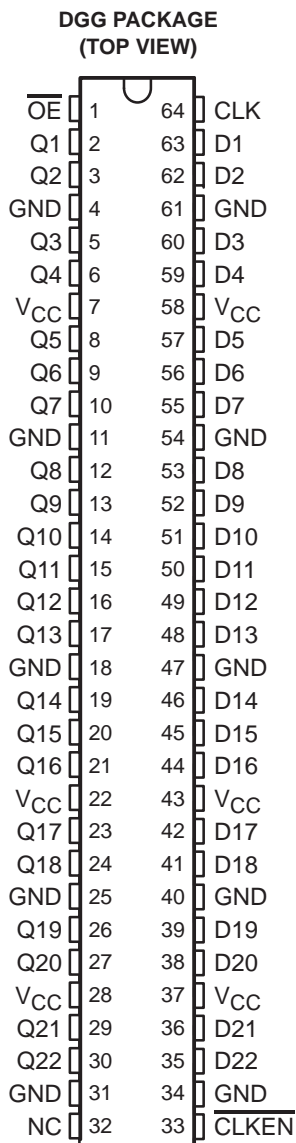 DGG PACKAGE
(TOP VIEW)
OE 1 64 CLK
Q1 2 63 D1
Q2 3 62 D2
GND 4 61 GND
Q3 5 60 D3
Q4 6 59 D4
VCC 7 58 VCC
Q5 8 57 D5
Q6 9 56 D6
Q7 10 55 D7
GND 11 54 GND
Q8 12 53 D8
Q9 13 52 D9
Q10 14 51 D10
Q11 15 50 D11
Q12 16 49 D12
Q13 17 48 D13
GND 18 47 GND
Q14 19 46 D14
Q15 20 45 D15
Q16 21 44 D16
VCC 22 43 VCC
Q17 23 42 D17
Q18 24 41 D18
GND 25 40 GND
Q19 26 39 D19
Q20 27 38 D20
VCC 28 37 VCC
Q21 29 36 D21
Q22 30 35 D22
GND 31 34 GND
NC 32 33 CLKEN